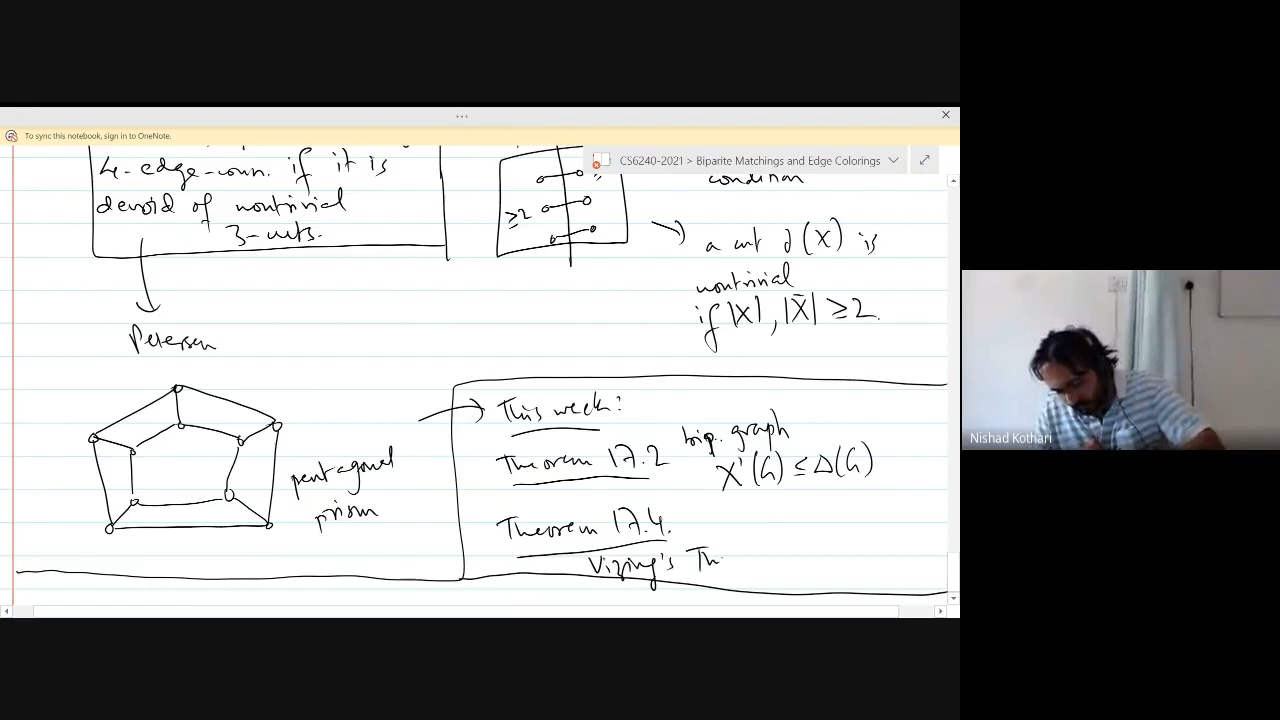 To sync this notebook, sign in to OneNote.
CS6240-2021 > Biparite Matchings and Edge Colorings
4-edge-conn. if it is
devoid of nontrivial
3-cuts.
≥2
condition
a cut ∂(X) is
nontrivial
if |X|, |X̄| ≥ 2.
Petersen
pentagonal
prism
This week:
Theorem 17.2
bip. graph
χ'(G) ≤ Δ(G)
Theorem 17.4.
Vizing's Th
Nishad Kothari